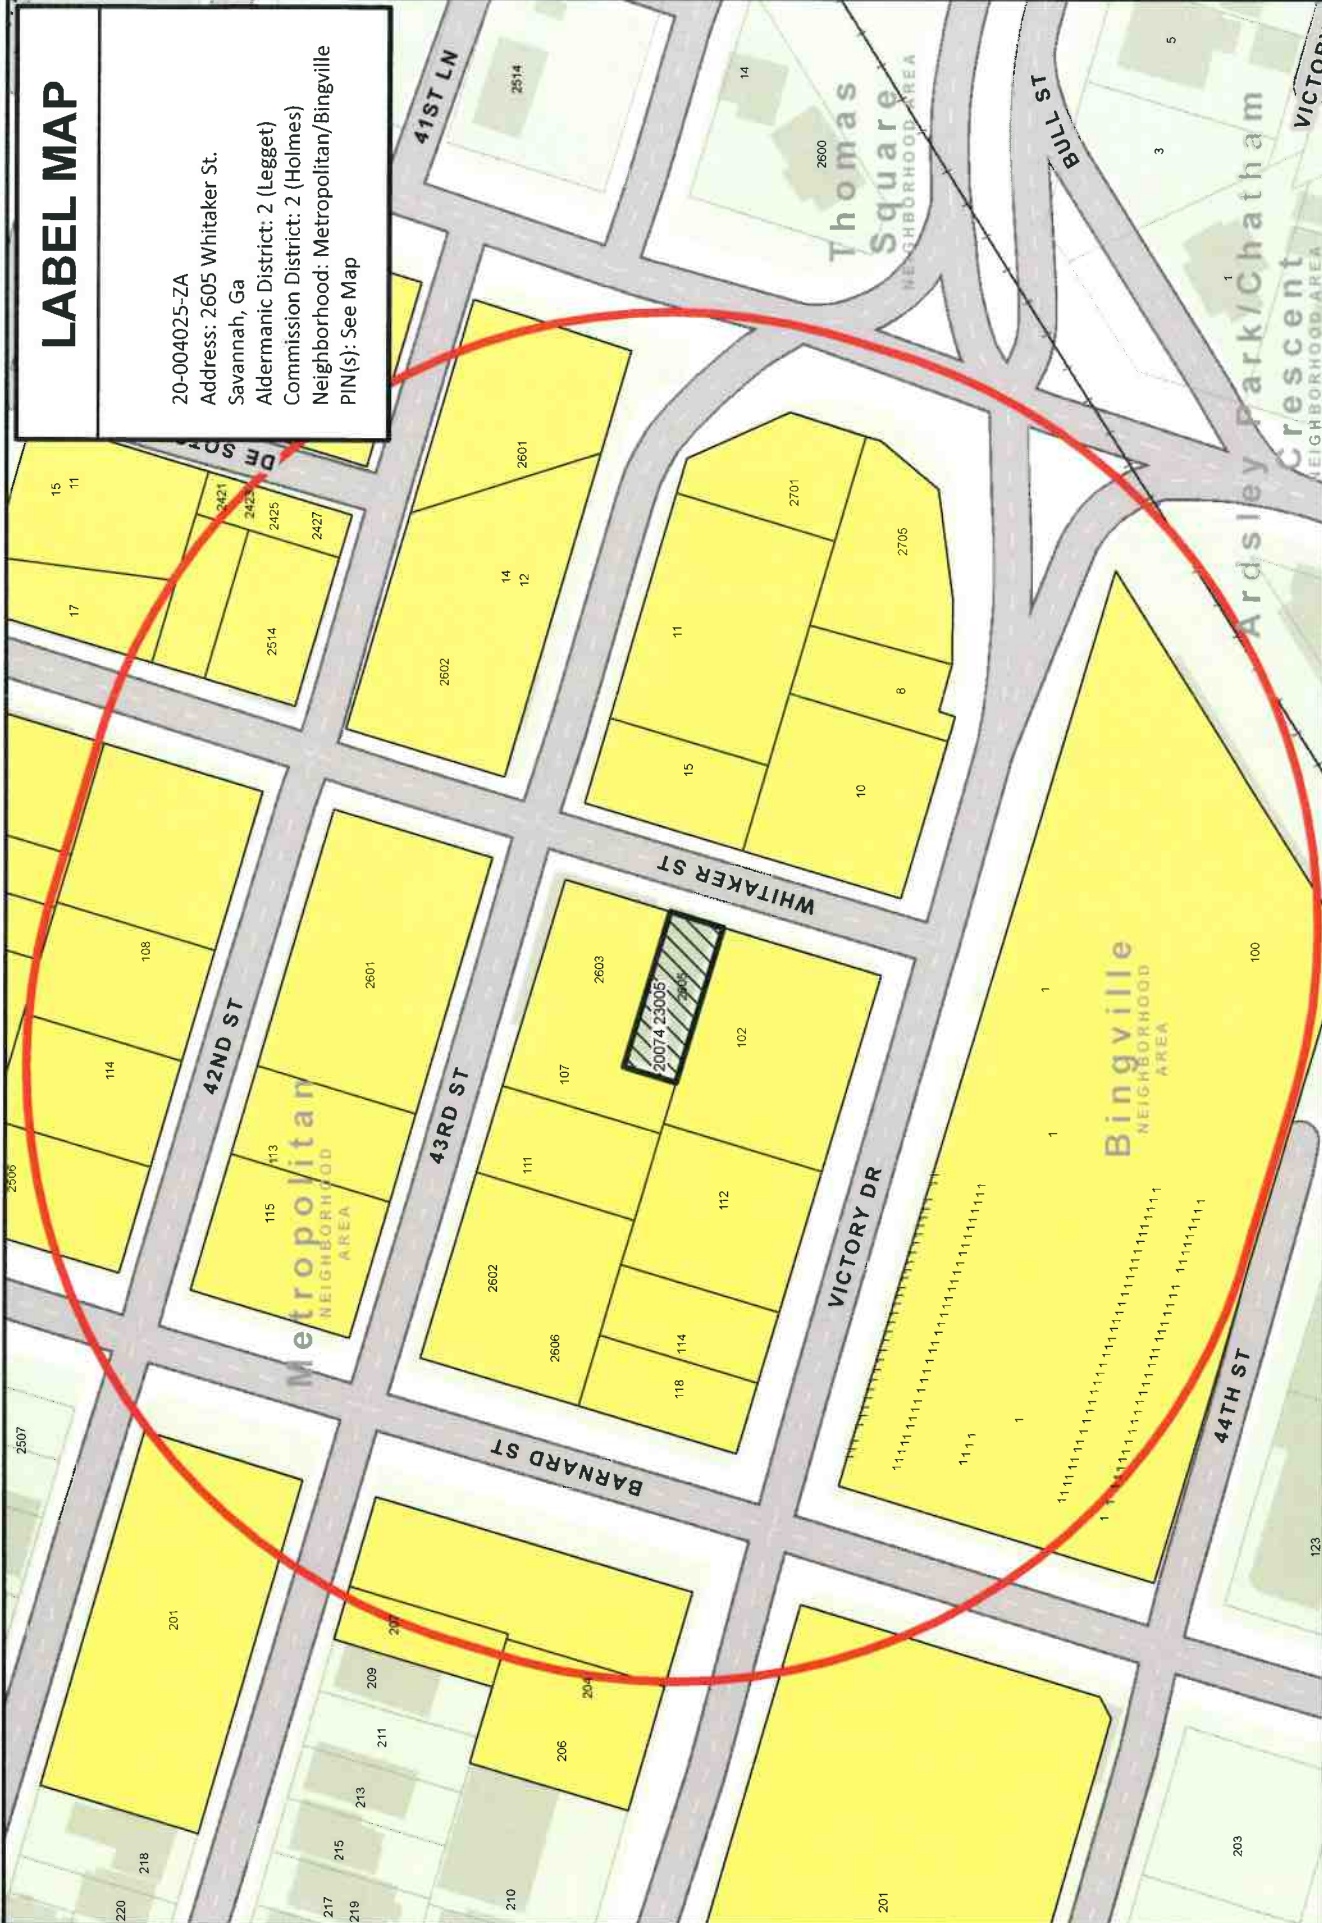 LABEL MAP
20-004025-ZA
Address: 2605 Whitaker St.
Savannah, Ga
Aldermanic District: 2 (Legget)
Commission District: 2 (Holmes)
Neighborhood: Metropolitan/Bingville
PIN(s): See Map
41ST LN
2514
14
2600
Thomas
Square
NEIGHBORHOOD AREA
BULL ST
5
3
1
VICTORY
Ardsley Park/Chatham
Crescent
NEIGHBORHOOD AREA
DE SOTO
15
11
17
2421
2423
2425
2427
2514
2601
14
12
2602
2701
2705
11
8
15
10
WHITAKER ST
108
114
2506
42ND ST
2601
113
115
Metropolitan
NEIGHBORHOOD
AREA
43RD ST
2603
107
20074 23005
2605
102
111
112
2602
2606
114
118
VICTORY DR
BARNARD ST
Bingville
NEIGHBORHOOD
AREA
100
1
1
1
1111
44TH ST
123
2507
201
207
209
211
213
215
217
219
218
220
204
206
210
201
203